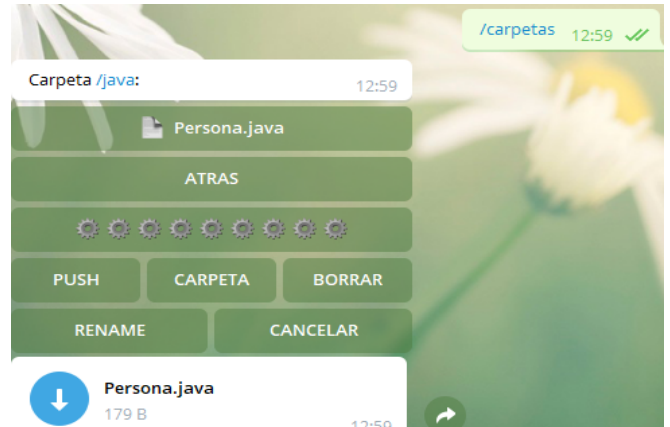 /carpetas 12:59
Carpeta /java: 12:59
Persona.java
ATRAS
PUSH CARPETA BORRAR
RENAME CANCELAR
Persona.java
179 B 12:59